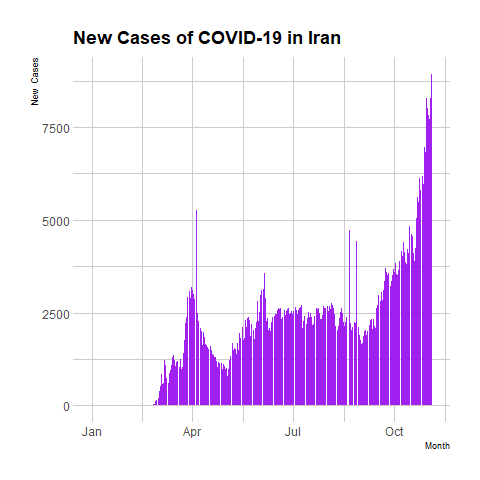 New Cases of COVID-19 in Iran
New Cases
7500
5000
2500
0
Jan Apr Jul Oct
Month